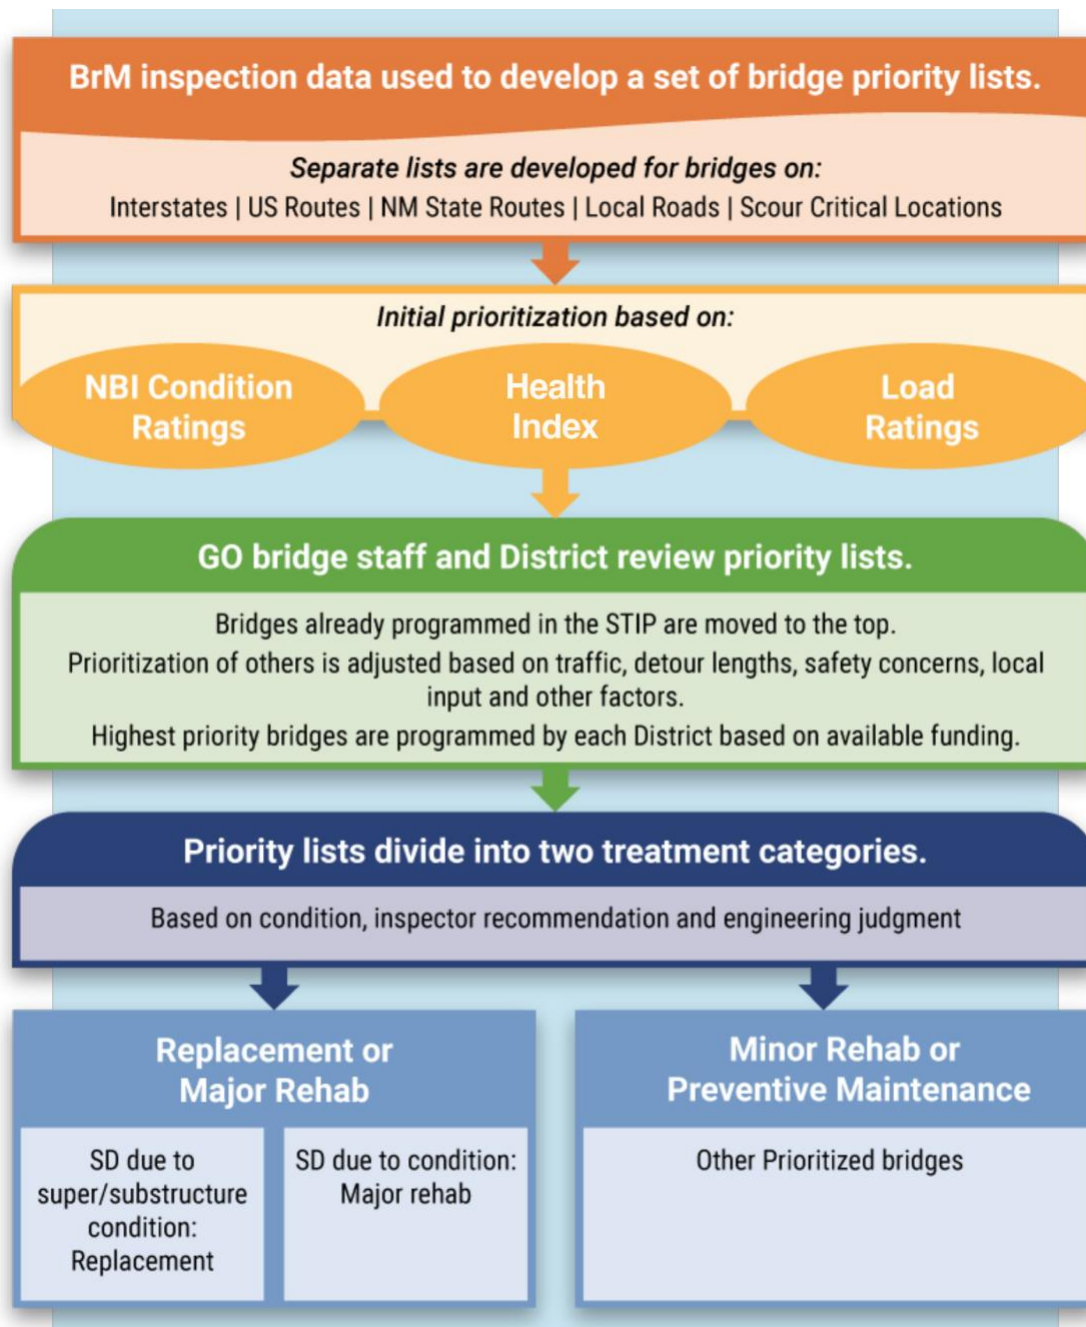 BrM inspection data used to develop a set of bridge priority lists.
Separate lists are developed for bridges on:
Interstates | US Routes | NM State Routes | Local Roads | Scour Critical Locations
Initial prioritization based on:
NBI Condition
Ratings
Health
Index
Load
Ratings
GO bridge staff and District review priority lists.
Bridges already programmed in the STIP are moved to the top.
Prioritization of others is adjusted based on traffic, detour lengths, safety concerns, local
input and other factors.
Highest priority bridges are programmed by each District based on available funding.
Priority lists divide into two treatment categories.
Based on condition, inspector recommendation and engineering judgment
Replacement or
Major Rehab
SD due to
super/substructure
condition:
Replacement
SD due to condition:
Major rehab
Minor Rehab or
Preventive Maintenance
Other Prioritized bridges